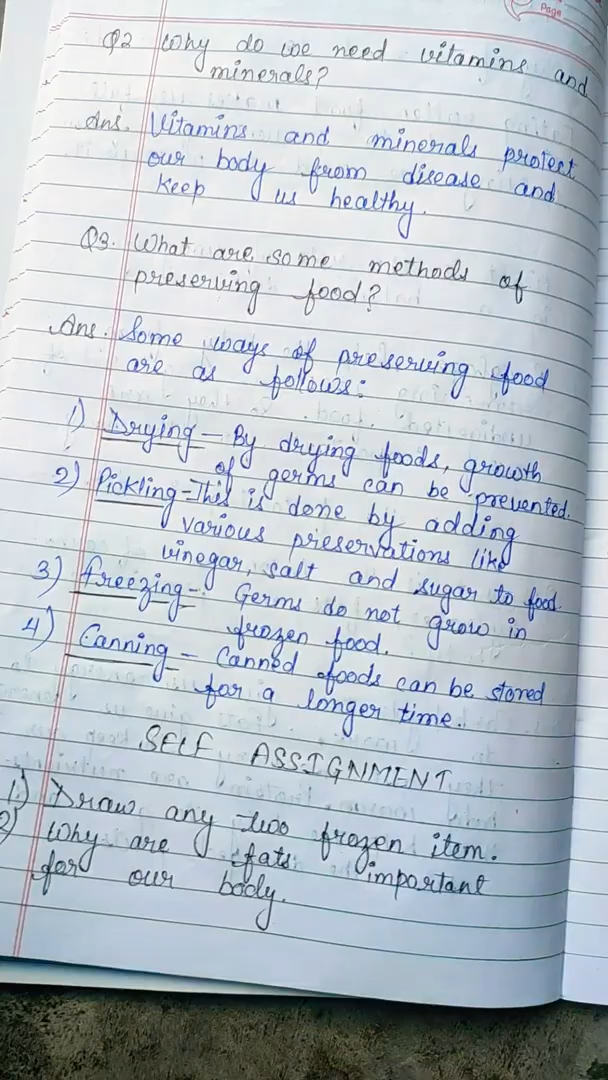 Page
Q2 Why do we need vitamins and
minerals?
Ans. Vitamins and minerals protect
our body from disease and
keep us healthy.
Q3. What are some methods of
preserving food?
Ans. Some ways of preserving food
are as follows:
1) Drying - By drying foods, growth
of germs can be prevented.
2) Pickling - This is done by adding
various preservations like
vinegar, salt and sugar to food.
3) freezing - Germs do not grow in
frozen food.
4) Canning - Canned foods can be stored
for a longer time.
SELF ASSIGNMENT
1) Draw any two frozen item.
2) Why are fats important
for our body.